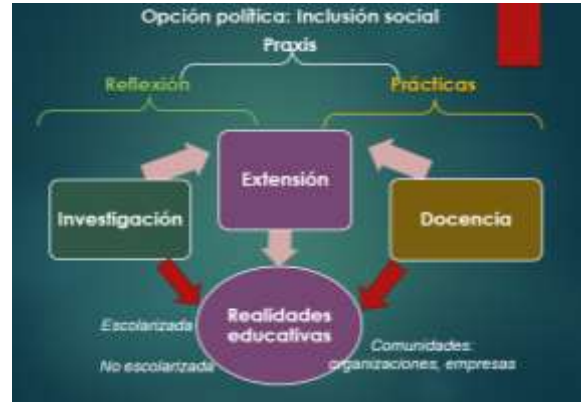 Opción política: Inclusión social
Praxis
Reflexión
Prácticas
Extensión
Investigación
Docencia
Realidades
educativas
Escolarizada
No escolarizada
Comunidades:
organizaciones, empresas